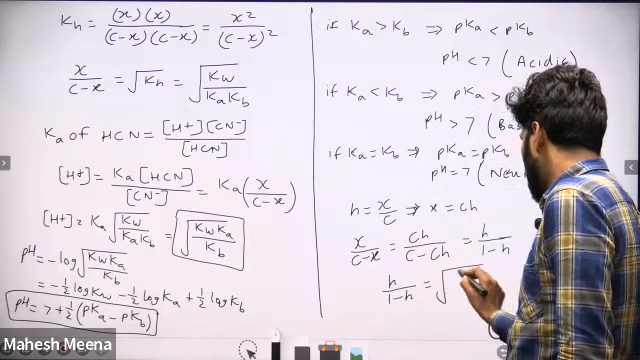 Kh = (x)(x)/(c-x)(c-x) = x²/(c-x)²
x/c-x = √Kh = √Kw/KaKb
Ka of HCN = [H+][CN-]/[HCN]
[H+] = Ka[HCN]/[CN-] = Ka(x/c-x)
[H+] = Ka √Kw/KaKb = √KwKa/Kb
pH = -log √KwKa/Kb
= -1/2 log Kw - 1/2 log Ka + 1/2 log Kb
pH = 7 + 1/2 (pKa - pKb)
if Ka > Kb ⇒ pKa < pKb
pH < 7 (Acidic)
if Ka < Kb ⇒ pKa >
pH > 7 (Bas
if Ka = Kb ⇒ pKa = pKb
pH = 7 (Neu
h = x/c ⇒ x = ch
x/c-x = ch/c-ch = h/1-h
h/1-h = √
Mahesh Meena